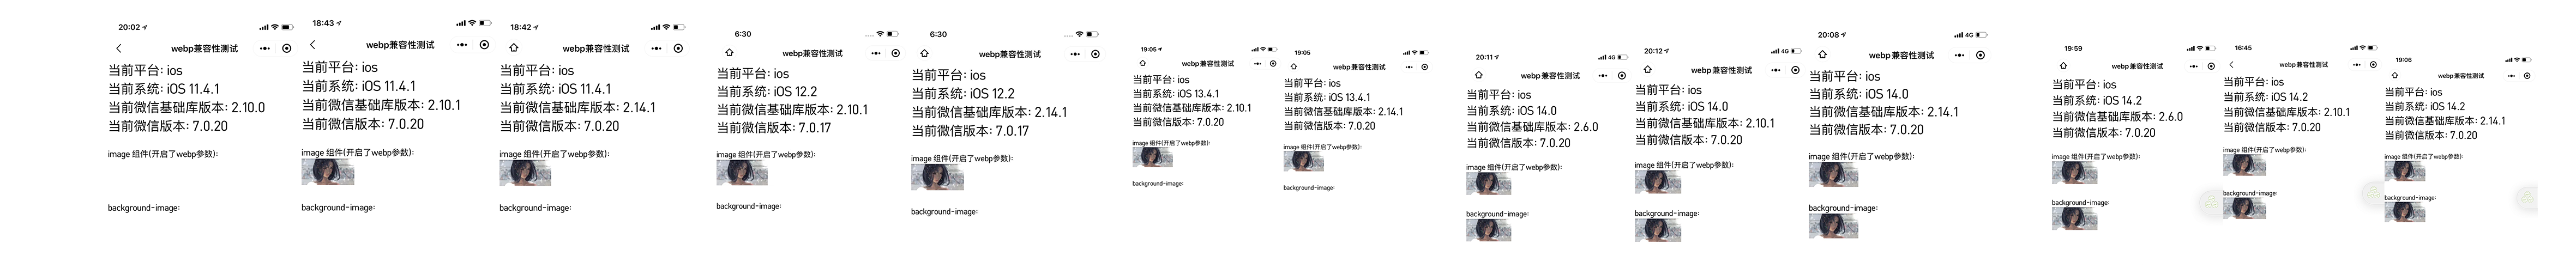 20:02
webp兼容性测试
当前平台: ios
当前系统: iOS 11.4.1
当前微信基础库版本: 2.10.0
当前微信版本: 7.0.20
image 组件(开启了webp参数):
background-image:
18:43
webp兼容性测试
当前平台: ios
当前系统: iOS 11.4.1
当前微信基础库版本: 2.10.1
当前微信版本: 7.0.20
image 组件(开启了webp参数):
background-image:
18:42
webp兼容性测试
当前平台: ios
当前系统: iOS 11.4.1
当前微信基础库版本: 2.14.1
当前微信版本: 7.0.20
image 组件(开启了webp参数):
background-image:
6:30
webp兼容性测试
当前平台: ios
当前系统: iOS 12.2
当前微信基础库版本: 2.10.1
当前微信版本: 7.0.17
image 组件(开启了webp参数):
background-image:
6:30
webp兼容性测试
当前平台: ios
当前系统: iOS 12.2
当前微信基础库版本: 2.14.1
当前微信版本: 7.0.17
image 组件(开启了webp参数):
background-image:
19:05
webp兼容性测试
当前平台: ios
当前系统: iOS 13.4.1
当前微信基础库版本: 2.10.1
当前微信版本: 7.0.20
image 组件(开启了webp参数):
background-image:
19:05
webp兼容性测试
当前平台: ios
当前系统: iOS 13.4.1
当前微信基础库版本: 2.14.1
当前微信版本: 7.0.20
image 组件(开启了webp参数):
background-image:
20:11 4G
webp兼容性测试
当前平台: ios
当前系统: iOS 14.0
当前微信基础库版本: 2.6.0
当前微信版本: 7.0.20
image 组件(开启了webp参数):
background-image:
20:12 4G
webp兼容性测试
当前平台: ios
当前系统: iOS 14.0
当前微信基础库版本: 2.10.1
当前微信版本: 7.0.20
image 组件(开启了webp参数):
background-image:
20:08 4G
webp兼容性测试
当前平台: ios
当前系统: iOS 14.0
当前微信基础库版本: 2.14.1
当前微信版本: 7.0.20
image 组件(开启了webp参数):
background-image:
19:59
webp兼容性测试
当前平台: ios
当前系统: iOS 14.2
当前微信基础库版本: 2.6.0
当前微信版本: 7.0.20
image 组件(开启了webp参数):
background-image:
16:45
webp兼容性测试
当前平台: ios
当前系统: iOS 14.2
当前微信基础库版本: 2.10.1
当前微信版本: 7.0.20
image 组件(开启了webp参数):
background-image:
19:06
webp兼容性测试
当前平台: ios
当前系统: iOS 14.2
当前微信基础库版本: 2.14.1
当前微信版本: 7.0.20
image 组件(开启了webp参数):
background-image: